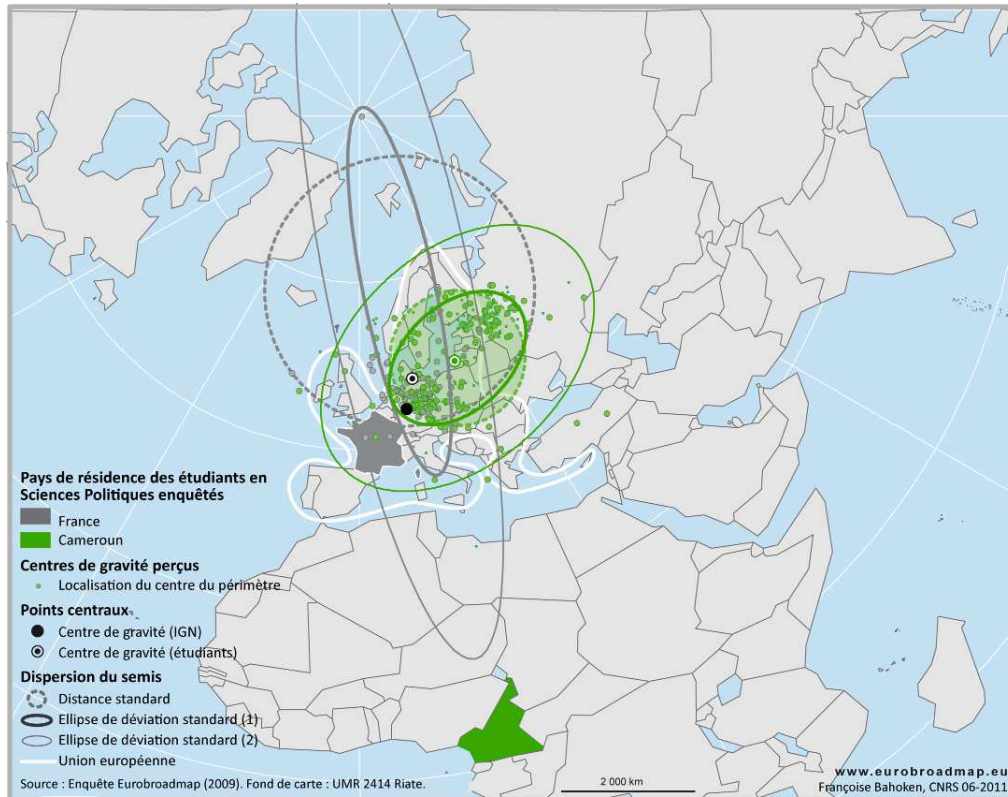 Pays de résidence des étudiants en
Sciences Politiques enquêtés
France
Cameroun
Centres de gravité perçus
Localisation du centre du périmètre
Points centraux
Centre de gravité (IGN)
Centre de gravité (étudiants)
Dispersion du semis
Distance standard
Ellipse de déviation standard (1)
Ellipse de déviation standard (2)
Union européenne
Source : Enquête Eurobroadmap (2009). Fond de carte : UMR 2414 Riate.
2 000 km
www.eurobroadmap.eu
Françoise Bahoken, CNRS 06-2011